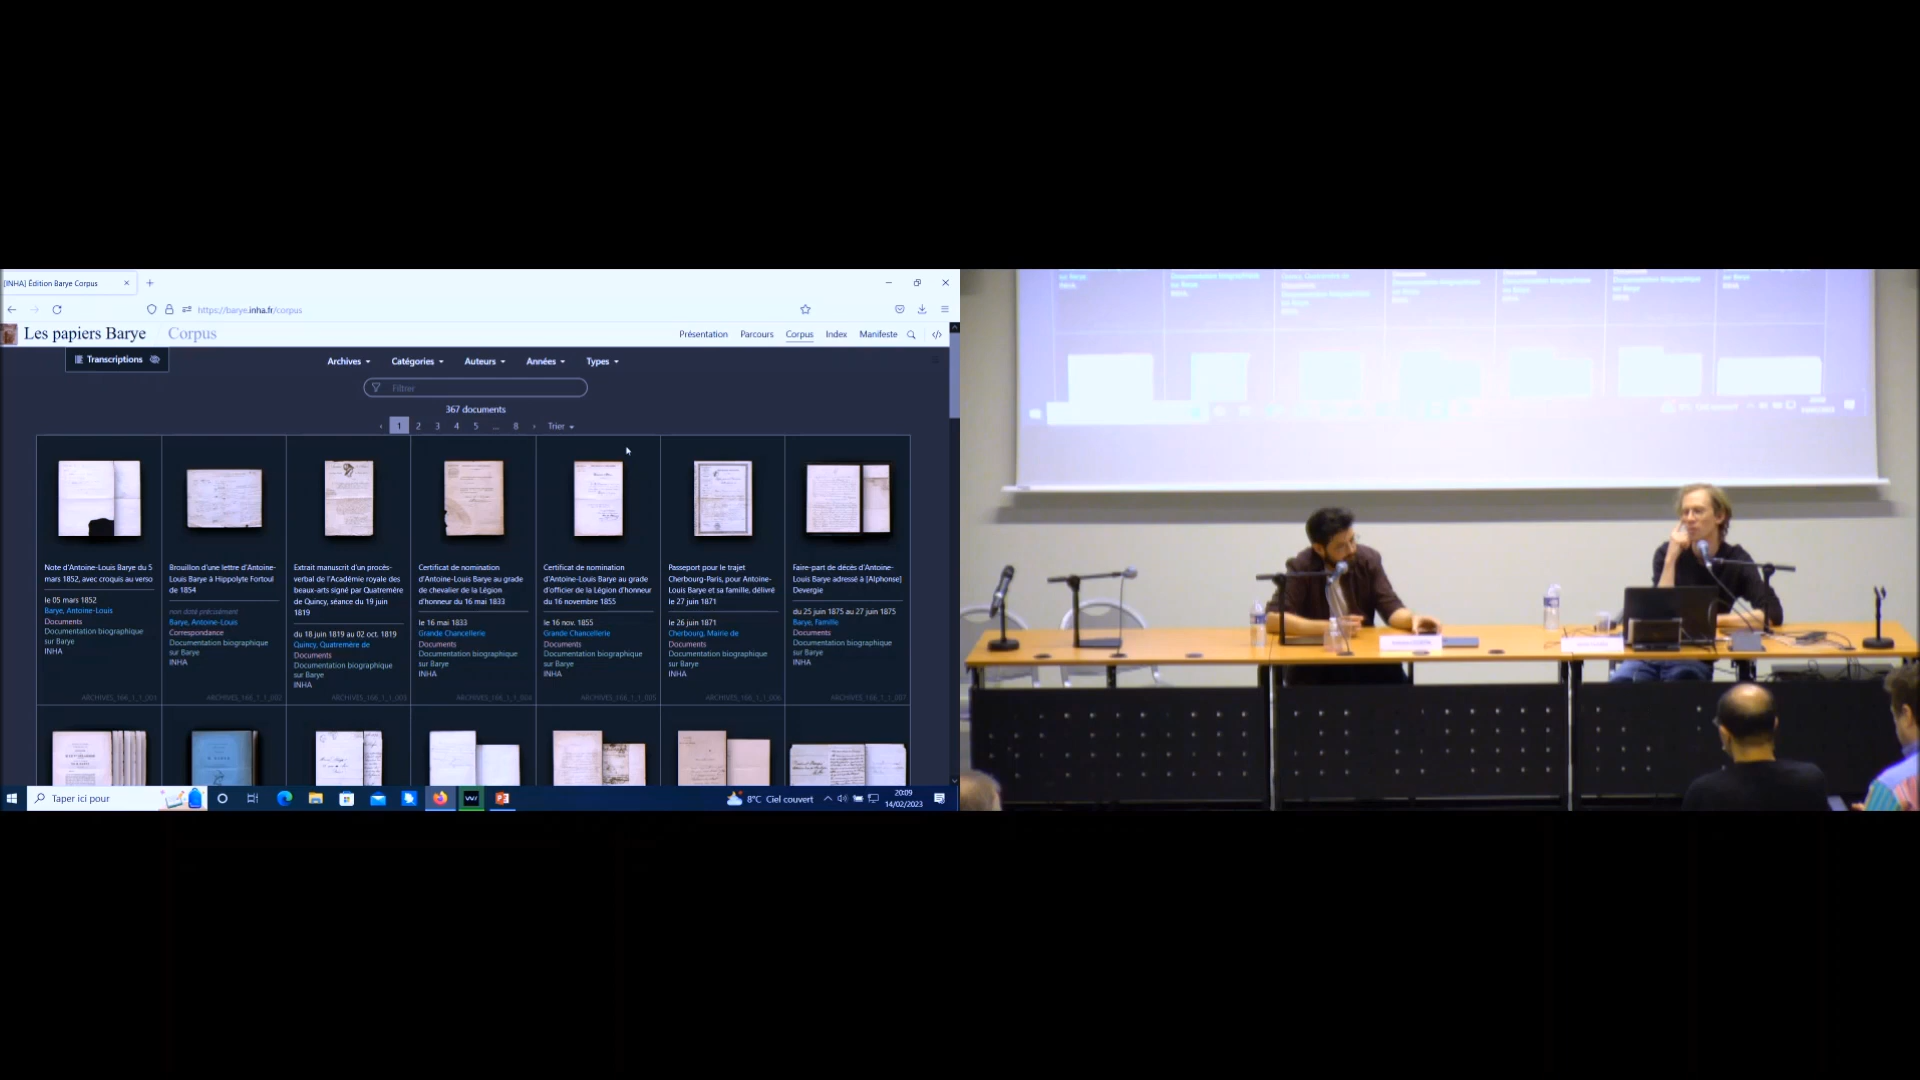 [INHA] Édition Barye Corpus
https://barye.inha.fr/corpus
Les papiers Barye Corpus
Présentation Parcours Corpus Index Manifeste
Transcriptions
Archives Catégories Auteurs Années Types
Filtrer
367 documents
1 2 3 4 5 ... 8 Trier
Note d'Antoine-Louis Barye du 5
mars 1852, avec croquis au verso
le 05 mars 1852
Barye, Antoine-Louis
Documents
Documentation biographique
sur Barye
INHA
ARCHIVES_166_1_1_001
Brouillon d'une lettre d'Antoine-
Louis Barye à Hippolyte Fortoul
de 1854
non daté précisément
Barye, Antoine-Louis
Correspondance
Documentation biographique
sur Barye
INHA
ARCHIVES_166_1_1_002
Extrait manuscrit d'un procès-
verbal de l'Académie royale des
beaux-arts signé par Quatremère
de Quincy, séance du 19 juin
1819
du 18 juin 1819 au 02 oct. 1819
Quincy, Quatremère de
Documents
Documentation biographique
sur Barye
INHA
ARCHIVES_166_1_1_003
Certificat de nomination
d'Antoine-Louis Barye au grade
de chevalier de la Légion
d'honneur du 16 mai 1833
le 16 mai 1833
Grande Chancellerie
Documents
Documentation biographique
sur Barye
INHA
ARCHIVES_166_1_1_004
Certificat de nomination
d'Antoine-Louis Barye au grade
d'officier de la Légion d'honneur
du 16 novembre 1855
le 16 nov. 1855
Grande Chancellerie
Documents
Documentation biographique
sur Barye
INHA
ARCHIVES_166_1_1_005
Passeport pour le trajet
Cherbourg-Paris, pour Antoine-
Louis Barye et sa famille, délivré
le 27 juin 1871
le 26 juin 1871
Cherbourg, Mairie de
Documents
Documentation biographique
sur Barye
INHA
ARCHIVES_166_1_1_006
Faire-part de décès d'Antoine-
Louis Barye adressé à [Alphonse]
Devergie
du 25 juin 1875 au 27 juin 1875
Barye, Famille
Documents
Documentation biographique
sur Barye
INHA
ARCHIVES_166_1_1_007
Taper ici pour
8°C Ciel couvert
20:09
14/02/2023